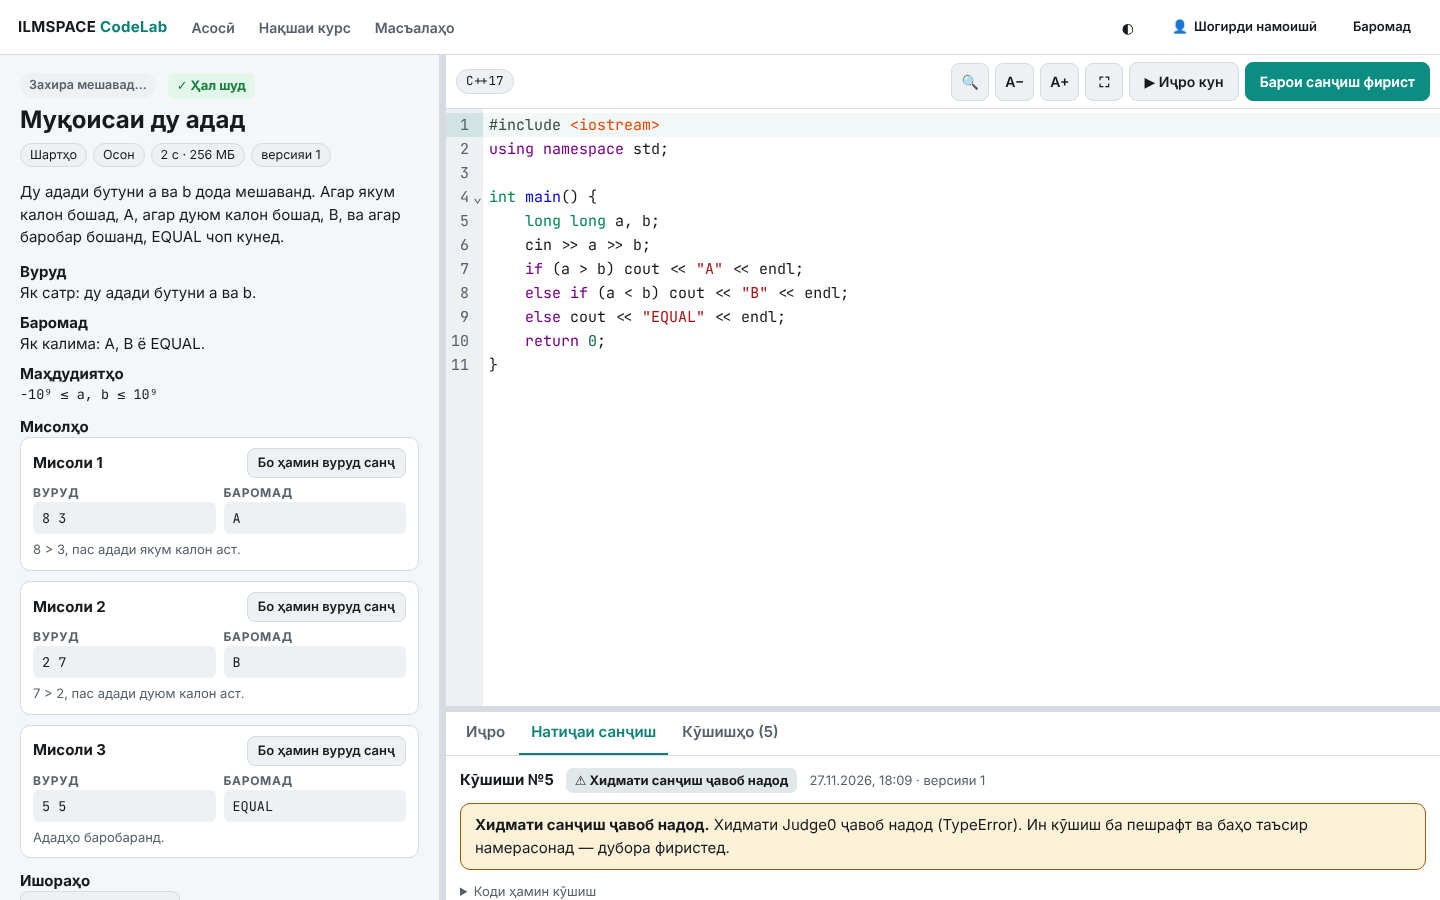 ILMSPACE CodeLab Асосӣ Нақшаи курс Масъалаҳо 👤 Шогирди намоишӣ Баромад
Захира мешавад... ✓ Ҳал шуд
Муқоисаи ду адад
Шартҳо Осон 2 с · 256 МБ версияи 1
Ду адади бутуни a ва b дода мешаванд. Агар якум
калон бошад, A, агар дуюм калон бошад, B, ва агар
баробар бошанд, EQUAL чоп кунед.
Вуруд
Як сатр: ду адади бутуни a ва b.
Баромад
Як калима: A, B ё EQUAL.
Маҳдудиятҳо
-10⁹ ≤ a, b ≤ 10⁹
Мисолҳо
Мисоли 1 Бо ҳамин вуруд санҷ
ВУРУД БАРОМАД
8 3 A
8 > 3, пас адади якум калон аст.
Мисоли 2 Бо ҳамин вуруд санҷ
ВУРУД БАРОМАД
2 7 B
7 > 2, пас адади дуюм калон аст.
Мисоли 3 Бо ҳамин вуруд санҷ
ВУРУД БАРОМАД
5 5 EQUAL
Ададҳо баробаранд.
Ишораҳо
C++17 🔍 A− A+ ⛶ ▶ Иҷро кун Барои санҷиш фирист
1 #include <iostream>
2 using namespace std;
3
4 int main() {
5     long long a, b;
6     cin >> a >> b;
7     if (a > b) cout << "A" << endl;
8     else if (a < b) cout << "B" << endl;
9     else cout << "EQUAL" << endl;
10     return 0;
11 }
Иҷро Натиҷаи санҷиш Кӯшишҳо (5)
Кӯшиши №5 ⚠ Хидмати санҷиш ҷавоб надод 27.11.2026, 18:09 · версияи 1
Хидмати санҷиш ҷавоб надод. Хидмати Judge0 ҷавоб надод (TypeError). Ин кӯшиш ба пешрафт ва баҳо таъсир
намерасонад — дубора фиристед.
▶ Коди ҳамин кӯшиш